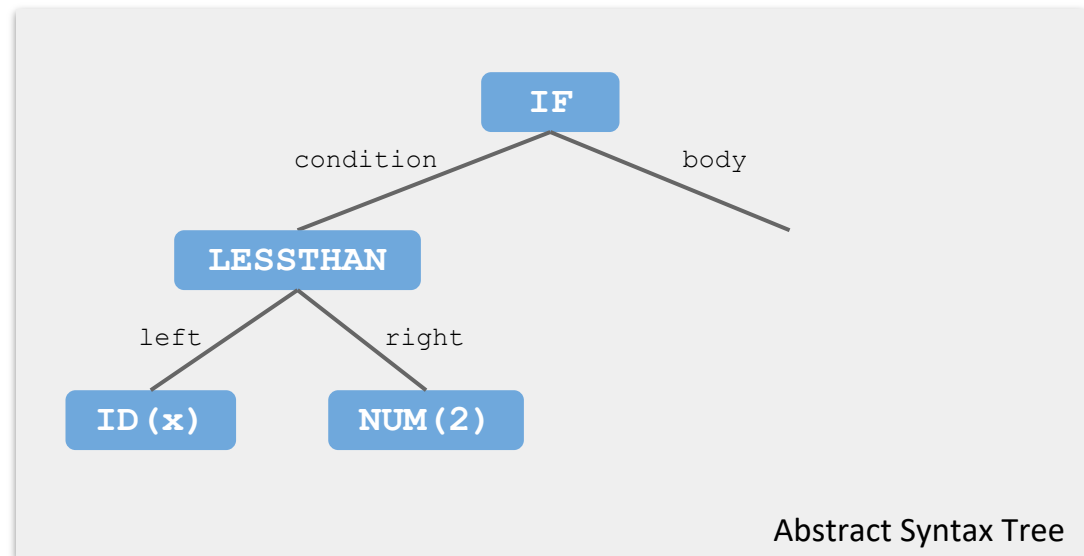 IF
condition
body
LESSTHAN
left
right
ID(x)
NUM(2)
Abstract Syntax Tree